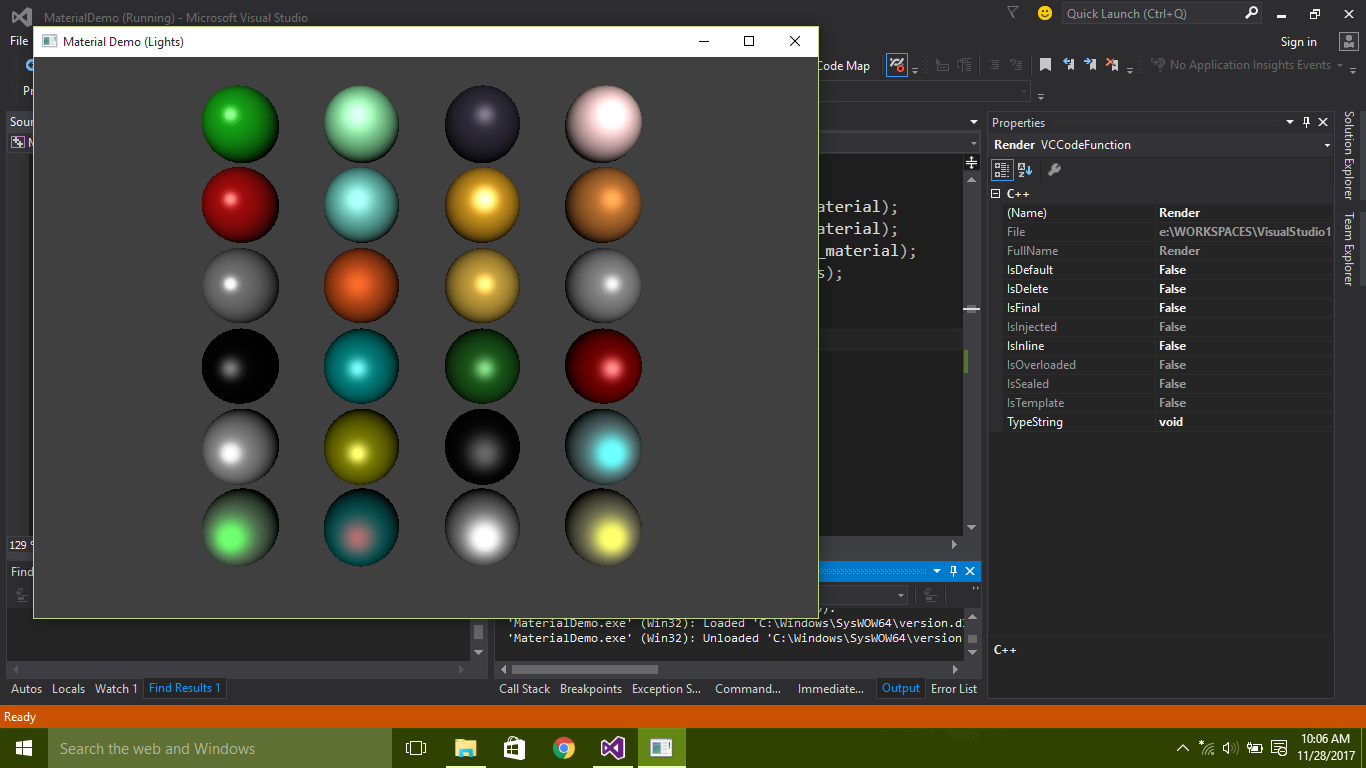 MaterialDemo (Running) - Microsoft Visual Studio
Quick Launch (Ctrl+Q)
File
Material Demo (Lights)
Sign in
Code Map
No Application Insights Events
Properties
Render VCCodeFunction
C++
(Name) Render
File e:\WORKSPACES\VisualStudio1
FullName Render
IsDefault False
IsDelete False
IsFinal False
IsInjected False
IsInline False
IsOverloaded False
IsSealed False
IsTemplate False
TypeString void
C++
Solution Explorer
Team Explorer
aterial);
aterial);
_material);
s);
129 %
Find
'MaterialDemo.exe' (Win32): Loaded 'C:\Windows\SysWOW64\version.d
'MaterialDemo.exe' (Win32): Unloaded 'C:\Windows\SysWOW64\version
Autos Locals Watch 1 Find Results 1
Call Stack Breakpoints Exception S... Command... Immediate... Output Error List
Ready
Search the web and Windows
10:06 AM
11/28/2017